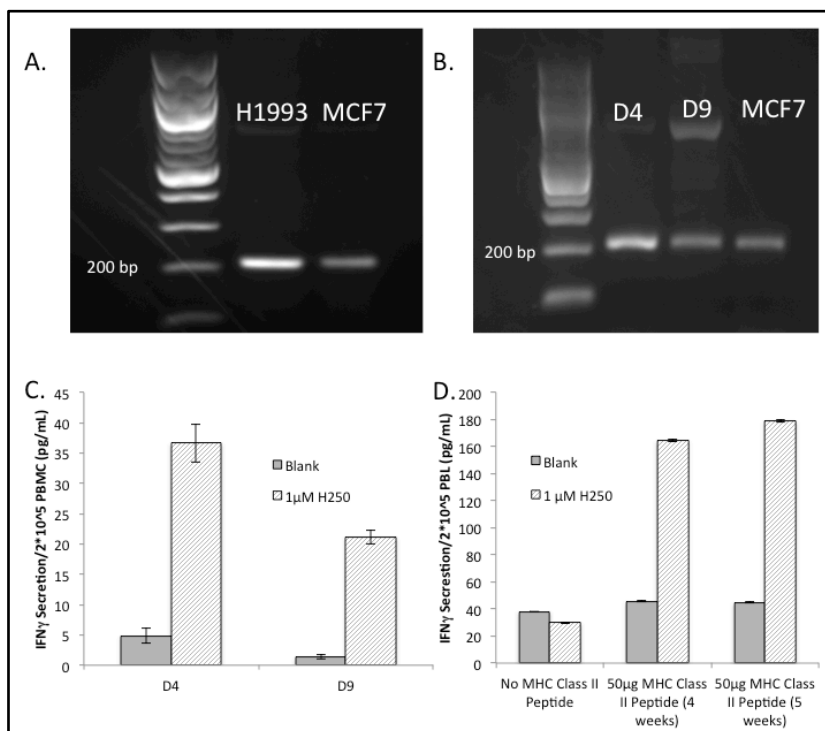 A.
H1993 MCF7
200 bp
B.
D4 D9 MCF7
200 bp
C.
IFNγ Secretion/2*10^5 PBMC (pg/mL)
45
40
35
30
25
20
15
10
5
0
Blank
1µM H250
D4 D9
D.
IFNγ Secrestion/2*10^5 PBL (pg/mL)
200
180
160
140
120
100
80
60
40
20
0
Blank
1 µM H250
No MHC Class II
Peptide
50µg MHC Class
II Peptide (4
weeks)
50µg MHC Class
II Peptide (5
weeks)